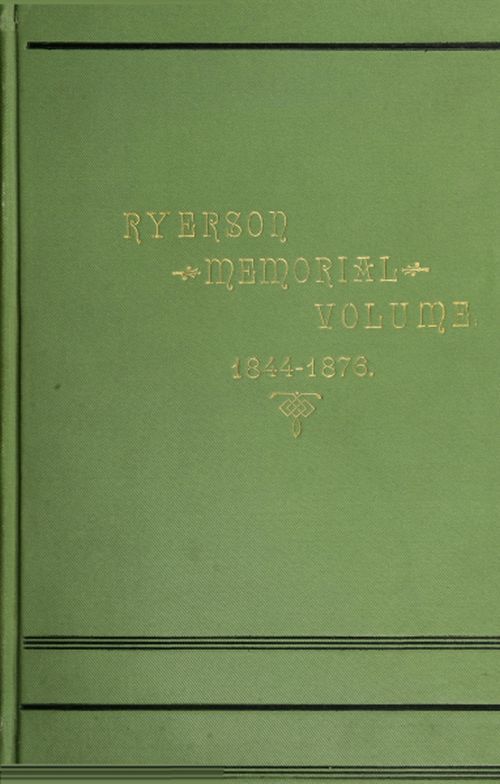 RYERSON
MEMORIAL
VOLUME.
1844-1876.